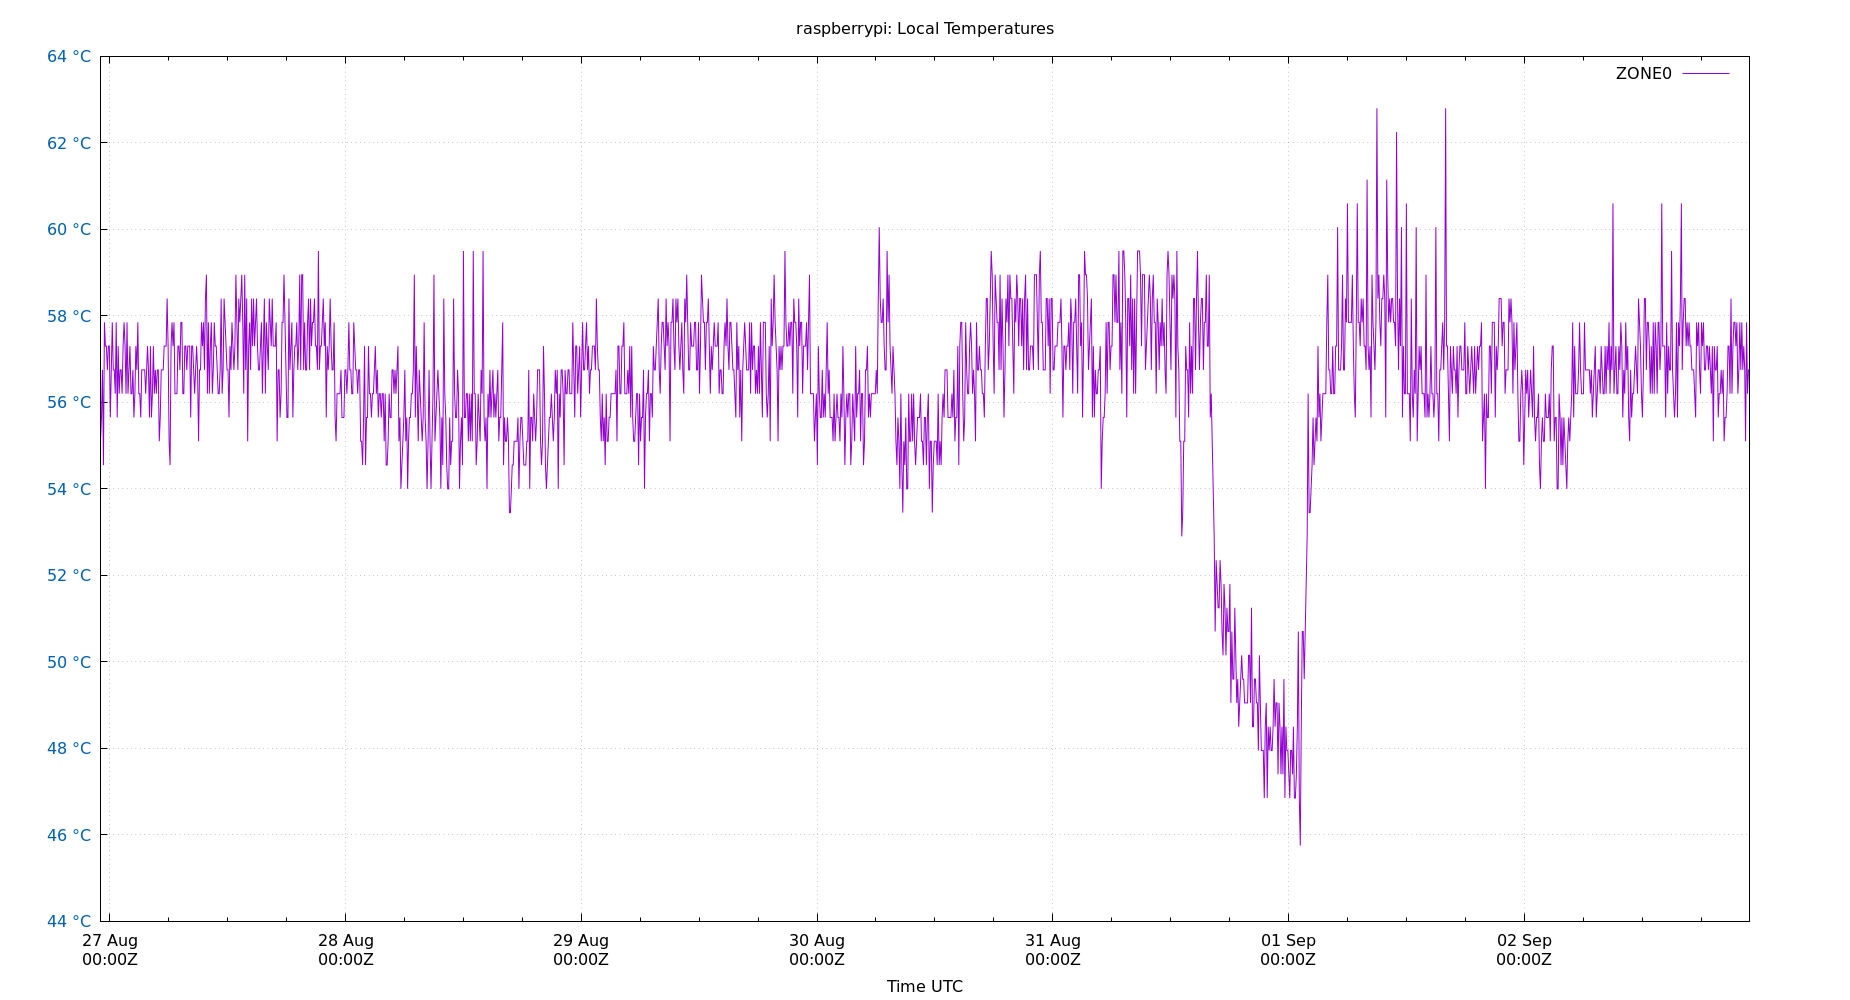 raspberrypi: Local Temperatures
ZONE0
64 °C
62 °C
60 °C
58 °C
56 °C
54 °C
52 °C
50 °C
48 °C
46 °C
44 °C
27 Aug 28 Aug 29 Aug 30 Aug 31 Aug 01 Sep 02 Sep
00:00Z 00:00Z 00:00Z 00:00Z 00:00Z 00:00Z 00:00Z
Time UTC